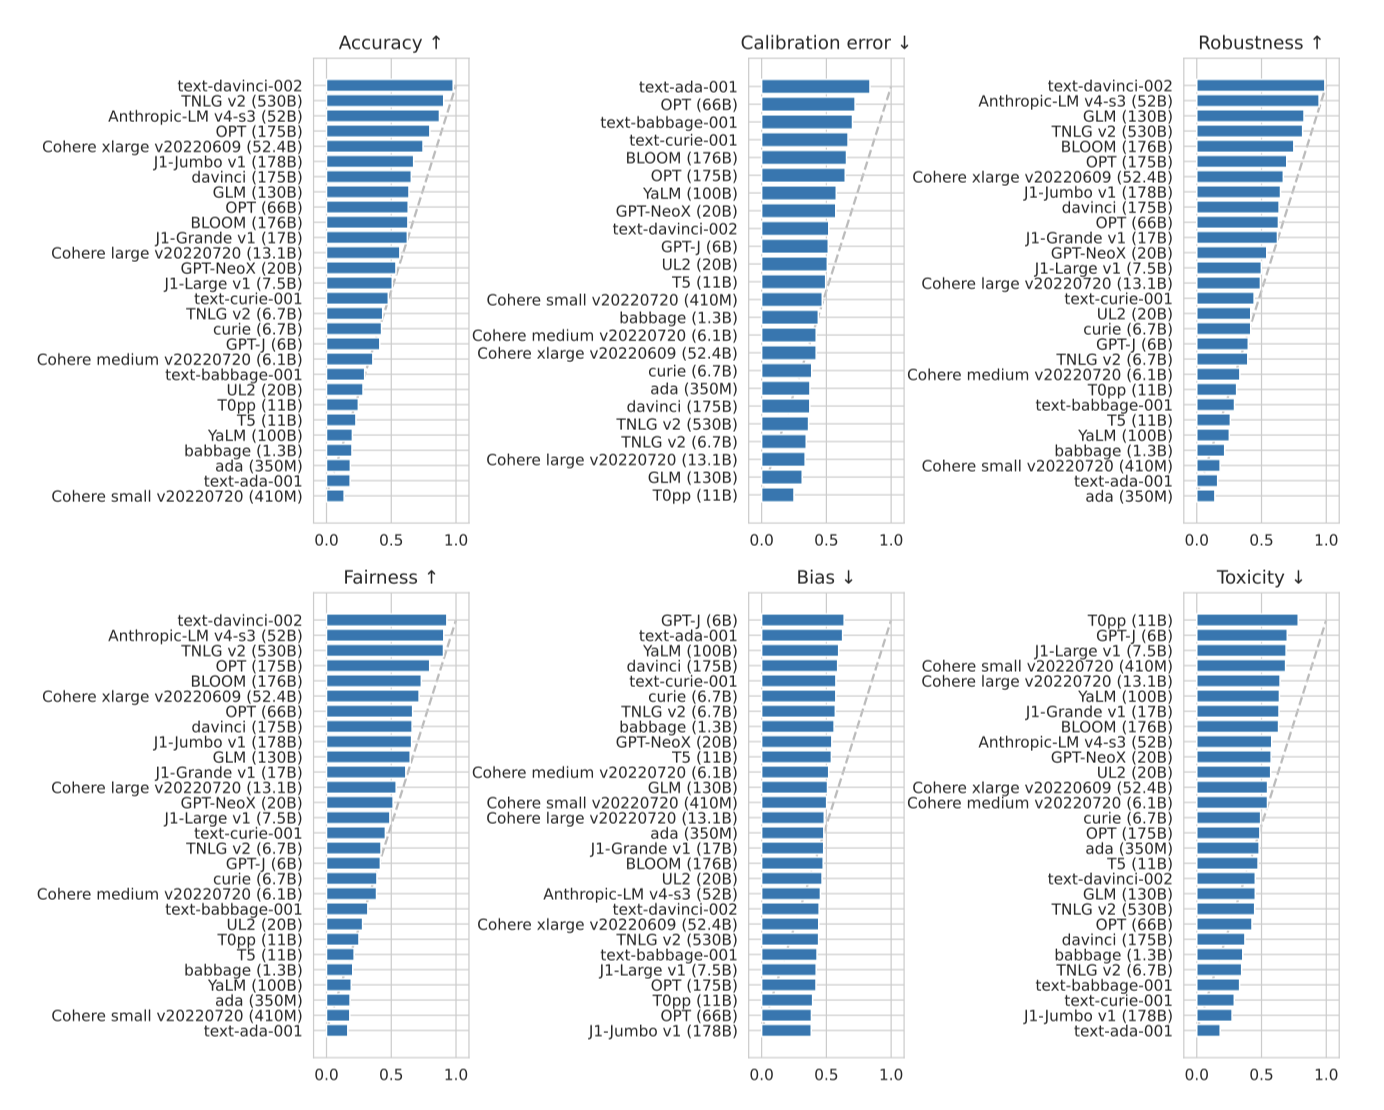 Accuracy ↑
text-davinci-002
TNLG v2 (530B)
Anthropic-LM v4-s3 (52B)
OPT (175B)
Cohere xlarge v20220609 (52.4B)
J1-Jumbo v1 (178B)
davinci (175B)
GLM (130B)
OPT (66B)
BLOOM (176B)
J1-Grande v1 (17B)
Cohere large v20220720 (13.1B)
GPT-NeoX (20B)
J1-Large v1 (7.5B)
text-curie-001
TNLG v2 (6.7B)
curie (6.7B)
GPT-J (6B)
Cohere medium v20220720 (6.1B)
text-babbage-001
UL2 (20B)
T0pp (11B)
T5 (11B)
YaLM (100B)
babbage (1.3B)
ada (350M)
text-ada-001
Cohere small v20220720 (410M)
0.0 0.5 1.0
Calibration error ↓
text-ada-001
OPT (66B)
text-babbage-001
text-curie-001
BLOOM (176B)
OPT (175B)
YaLM (100B)
GPT-NeoX (20B)
text-davinci-002
GPT-J (6B)
UL2 (20B)
T5 (11B)
Cohere small v20220720 (410M)
babbage (1.3B)
Cohere medium v20220720 (6.1B)
Cohere xlarge v20220609 (52.4B)
curie (6.7B)
ada (350M)
davinci (175B)
TNLG v2 (530B)
TNLG v2 (6.7B)
Cohere large v20220720 (13.1B)
GLM (130B)
T0pp (11B)
0.0 0.5 1.0
Robustness ↑
text-davinci-002
Anthropic-LM v4-s3 (52B)
GLM (130B)
TNLG v2 (530B)
BLOOM (176B)
OPT (175B)
Cohere xlarge v20220609 (52.4B)
J1-Jumbo v1 (178B)
davinci (175B)
OPT (66B)
J1-Grande v1 (17B)
GPT-NeoX (20B)
J1-Large v1 (7.5B)
Cohere large v20220720 (13.1B)
text-curie-001
UL2 (20B)
curie (6.7B)
GPT-J (6B)
TNLG v2 (6.7B)
Cohere medium v20220720 (6.1B)
T0pp (11B)
text-babbage-001
T5 (11B)
YaLM (100B)
babbage (1.3B)
Cohere small v20220720 (410M)
text-ada-001
ada (350M)
0.0 0.5 1.0
Fairness ↑
text-davinci-002
Anthropic-LM v4-s3 (52B)
TNLG v2 (530B)
OPT (175B)
BLOOM (176B)
Cohere xlarge v20220609 (52.4B)
OPT (66B)
davinci (175B)
J1-Jumbo v1 (178B)
GLM (130B)
J1-Grande v1 (17B)
Cohere large v20220720 (13.1B)
GPT-NeoX (20B)
J1-Large v1 (7.5B)
text-curie-001
TNLG v2 (6.7B)
GPT-J (6B)
curie (6.7B)
Cohere medium v20220720 (6.1B)
text-babbage-001
UL2 (20B)
T0pp (11B)
T5 (11B)
babbage (1.3B)
YaLM (100B)
ada (350M)
Cohere small v20220720 (410M)
text-ada-001
0.0 0.5 1.0
Bias ↓
GPT-J (6B)
text-ada-001
YaLM (100B)
davinci (175B)
text-curie-001
curie (6.7B)
TNLG v2 (6.7B)
babbage (1.3B)
GPT-NeoX (20B)
T5 (11B)
Cohere medium v20220720 (6.1B)
GLM (130B)
Cohere small v20220720 (410M)
Cohere large v20220720 (13.1B)
ada (350M)
J1-Grande v1 (17B)
BLOOM (176B)
UL2 (20B)
Anthropic-LM v4-s3 (52B)
text-davinci-002
Cohere xlarge v20220609 (52.4B)
TNLG v2 (530B)
text-babbage-001
J1-Large v1 (7.5B)
OPT (175B)
T0pp (11B)
OPT (66B)
J1-Jumbo v1 (178B)
0.0 0.5 1.0
Toxicity ↓
T0pp (11B)
GPT-J (6B)
J1-Large v1 (7.5B)
Cohere small v20220720 (410M)
Cohere large v20220720 (13.1B)
YaLM (100B)
J1-Grande v1 (17B)
BLOOM (176B)
Anthropic-LM v4-s3 (52B)
GPT-NeoX (20B)
UL2 (20B)
Cohere xlarge v20220609 (52.4B)
Cohere medium v20220720 (6.1B)
curie (6.7B)
OPT (175B)
ada (350M)
T5 (11B)
text-davinci-002
GLM (130B)
TNLG v2 (530B)
OPT (66B)
davinci (175B)
babbage (1.3B)
TNLG v2 (6.7B)
text-babbage-001
text-curie-001
J1-Jumbo v1 (178B)
text-ada-001
0.0 0.5 1.0